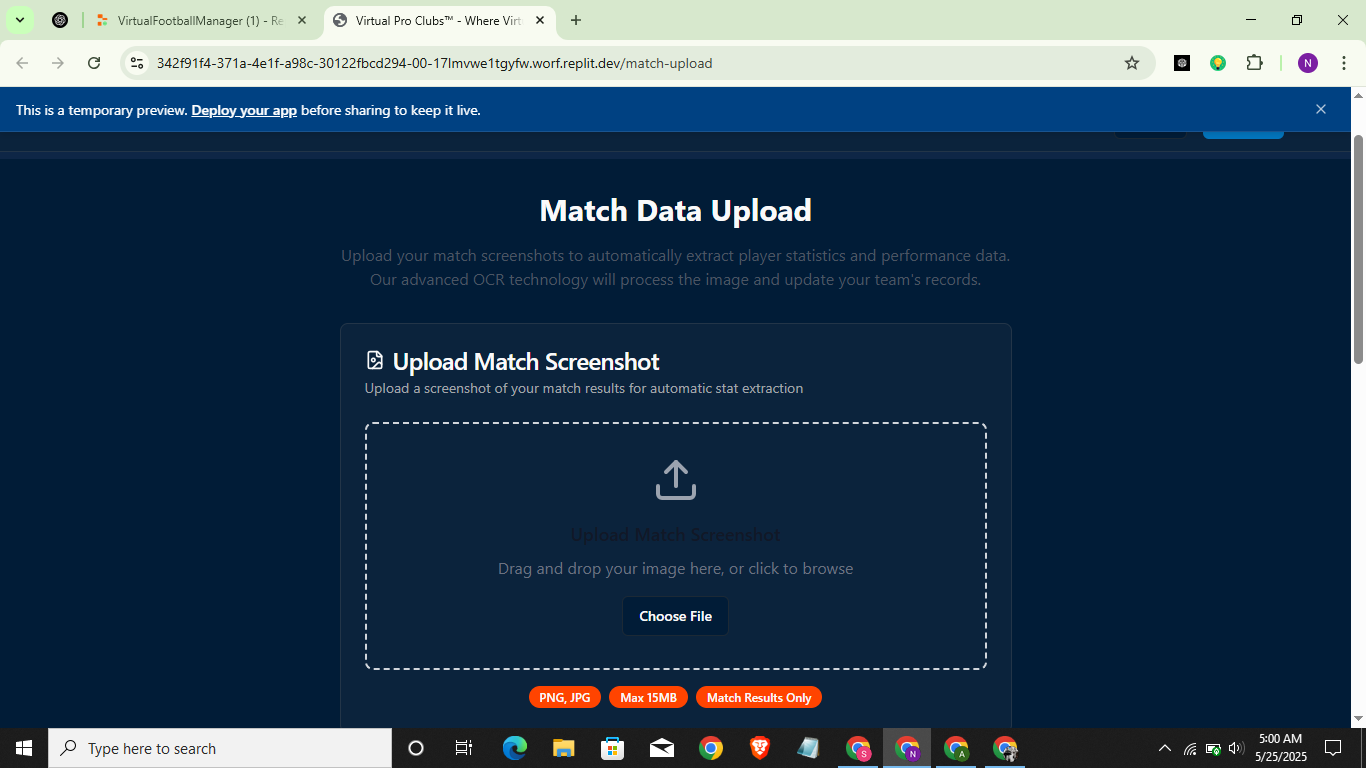 VirtualFootballManager (1) - Re
Virtual Pro Clubs™ - Where Virt
342f91f4-371a-4e1f-a98c-30122fbcd294-00-17lmvwe1tgyfw.worf.replit.dev/match-upload
N
This is a temporary preview. Deploy your app before sharing to keep it live.
Match Data Upload
Upload your match screenshots to automatically extract player statistics and performance data.
Our advanced OCR technology will process the image and update your team's records.
Upload Match Screenshot
Upload a screenshot of your match results for automatic stat extraction
Upload Match Screenshot
Drag and drop your image here, or click to browse
Choose File
PNG, JPG
Max 15MB
Match Results Only
Type here to search
S
N
A
5:00 AM
5/25/2025